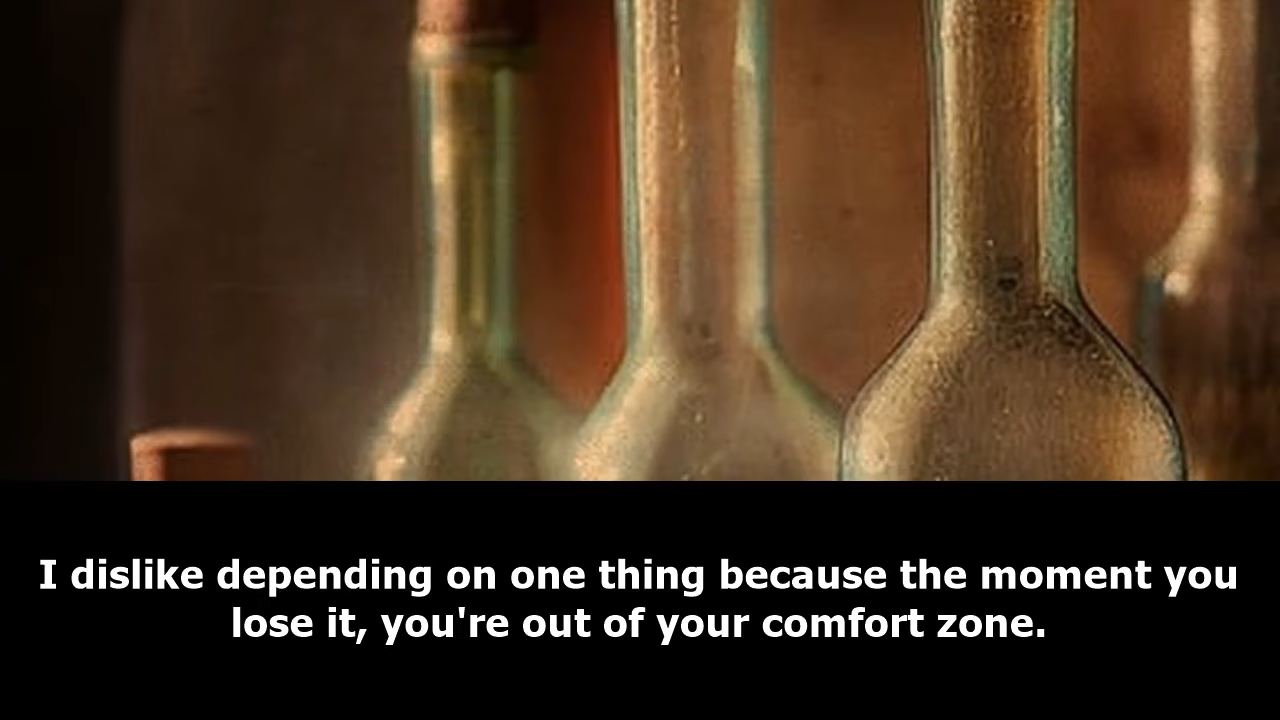 I dislike depending on one thing because the moment you
lose it, you're out of your comfort zone.